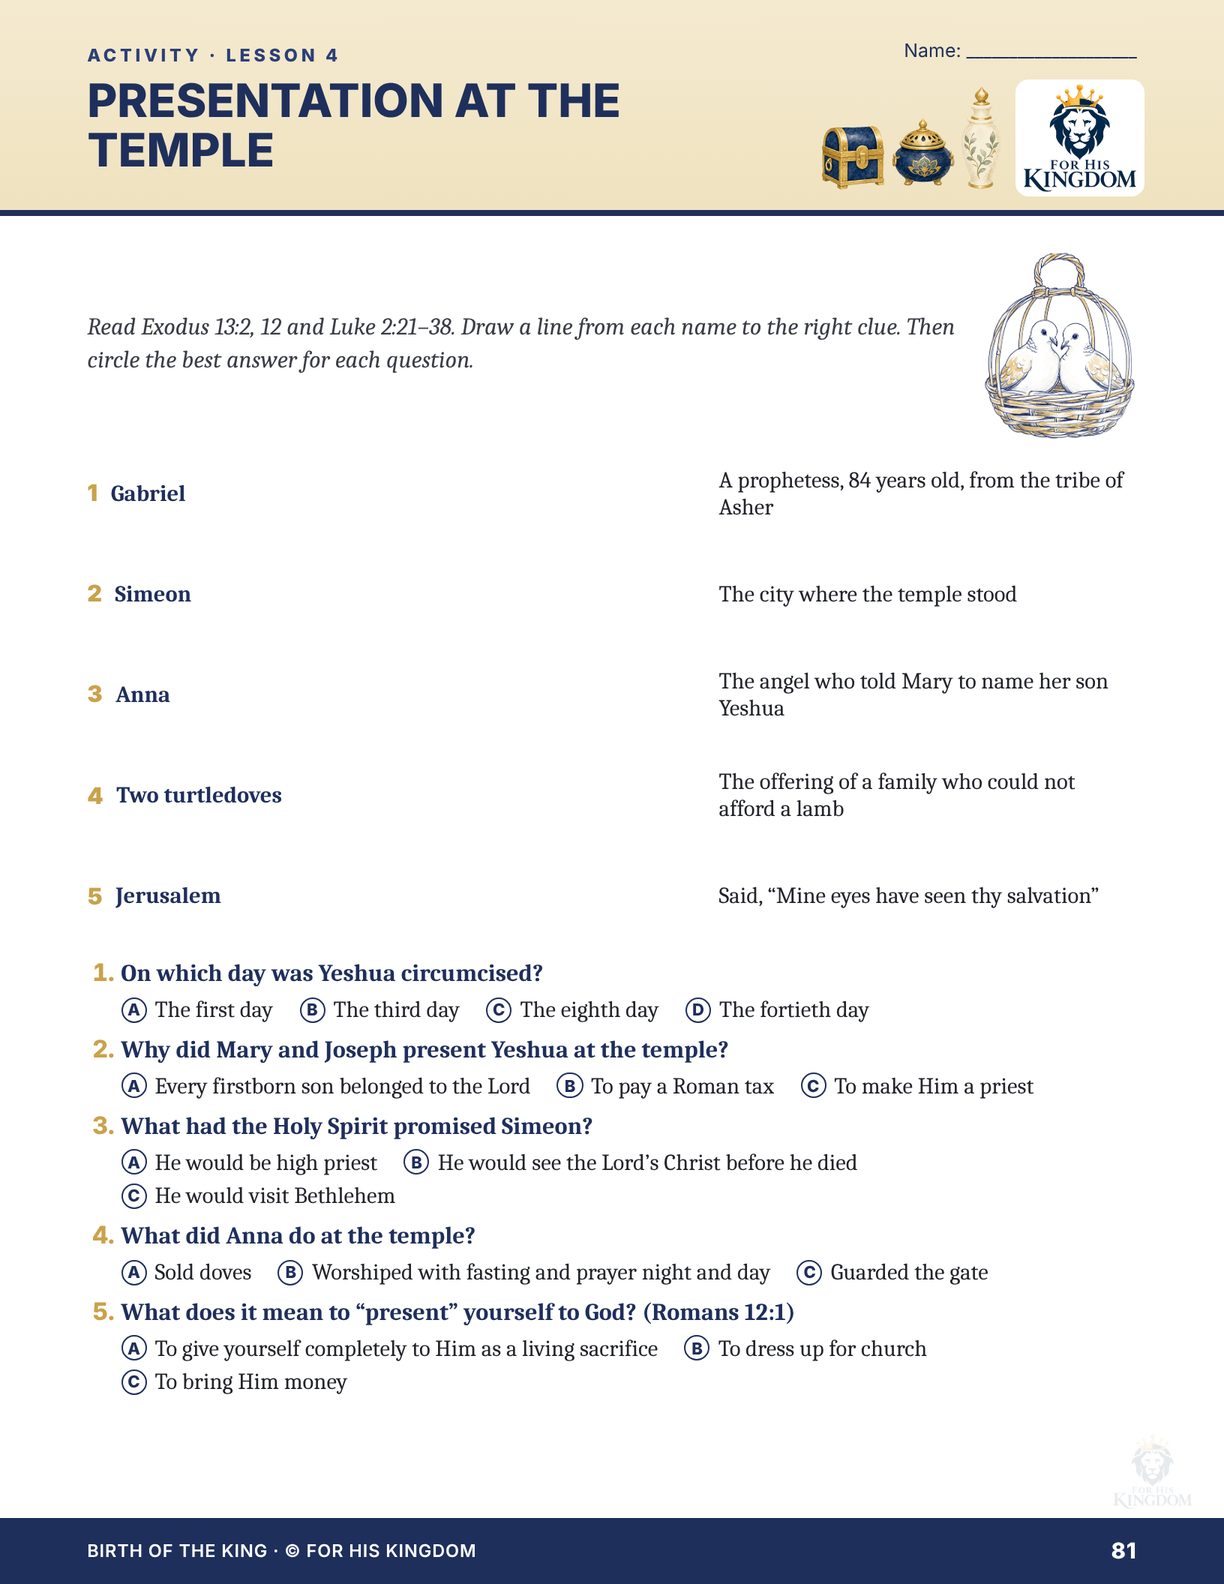 ACTIVITY · LESSON 4
Name: ________________
PRESENTATION AT THE
TEMPLE
FOR HIS
KINGDOM
Read Exodus 13:2, 12 and Luke 2:21–38. Draw a line from each name to the right clue. Then
circle the best answer for each question.
1 Gabriel
A prophetess, 84 years old, from the tribe of
Asher
2 Simeon
The city where the temple stood
3 Anna
The angel who told Mary to name her son
Yeshua
4 Two turtledoves
The offering of a family who could not
afford a lamb
5 Jerusalem
Said, “Mine eyes have seen thy salvation”
1. On which day was Yeshua circumcised?
A The first day B The third day C The eighth day D The fortieth day
2. Why did Mary and Joseph present Yeshua at the temple?
A Every firstborn son belonged to the Lord B To pay a Roman tax C To make Him a priest
3. What had the Holy Spirit promised Simeon?
A He would be high priest B He would see the Lord’s Christ before he died
C He would visit Bethlehem
4. What did Anna do at the temple?
A Sold doves B Worshiped with fasting and prayer night and day C Guarded the gate
5. What does it mean to “present” yourself to God? (Romans 12:1)
A To give yourself completely to Him as a living sacrifice B To dress up for church
C To bring Him money
FOR HIS
KINGDOM
BIRTH OF THE KING · © FOR HIS KINGDOM
81